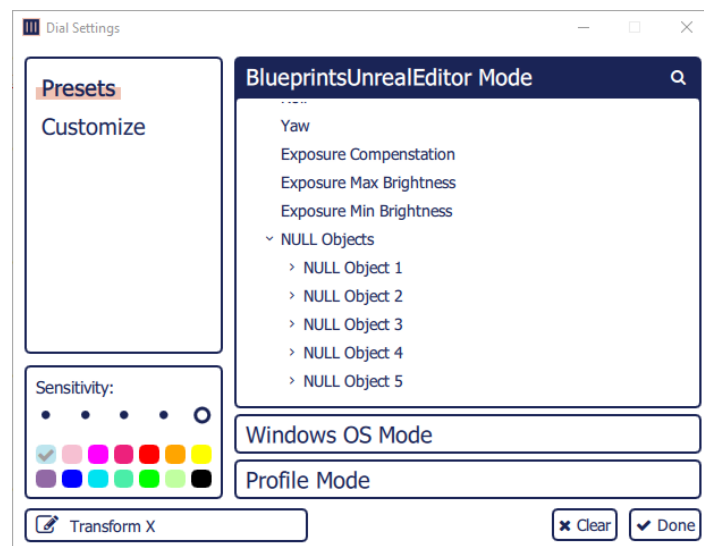 Dial Settings
Presets
Customize
Sensitivity:
BlueprintsUnrealEditor Mode
Yaw
Exposure Compenstation
Exposure Max Brightness
Exposure Min Brightness
NULL Objects
NULL Object 1
NULL Object 2
NULL Object 3
NULL Object 4
NULL Object 5
Windows OS Mode
Profile Mode
Transform X
Clear
Done